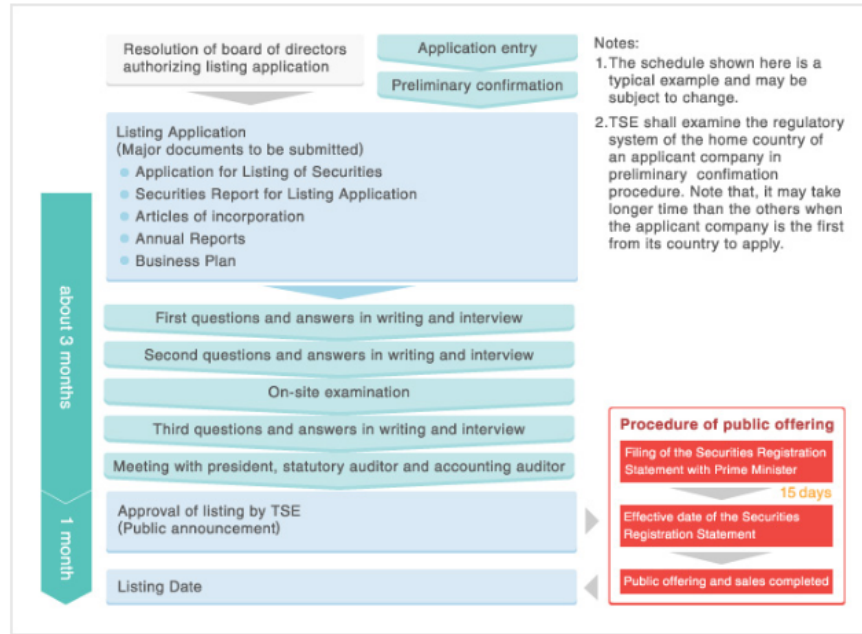 Resolution of board of directors
authorizing listing application
Application entry
Preliminary confirmation
Notes:
1.The schedule shown here is a
typical example and may be
subject to change.
2.TSE shall examine the regulatory
system of the home country of
an applicant company in
preliminary confimation
procedure. Note that, it may take
longer time than the others when
the applicant company is the first
from its country to apply.
Listing Application
(Major documents to be submitted)
Application for Listing of Securities
Securities Report for Listing Application
Articles of incorporation
Annual Reports
Business Plan
about 3 months
First questions and answers in writing and interview
Second questions and answers in writing and interview
On-site examination
Third questions and answers in writing and interview
Meeting with president, statutory auditor and accounting auditor
1 month
Approval of listing by TSE
(Public announcement)
Listing Date
Procedure of public offering
Filing of the Securities Registration
Statement with Prime Minister
15 days
Effective date of the Securities
Registration Statement
Public offering and sales completed